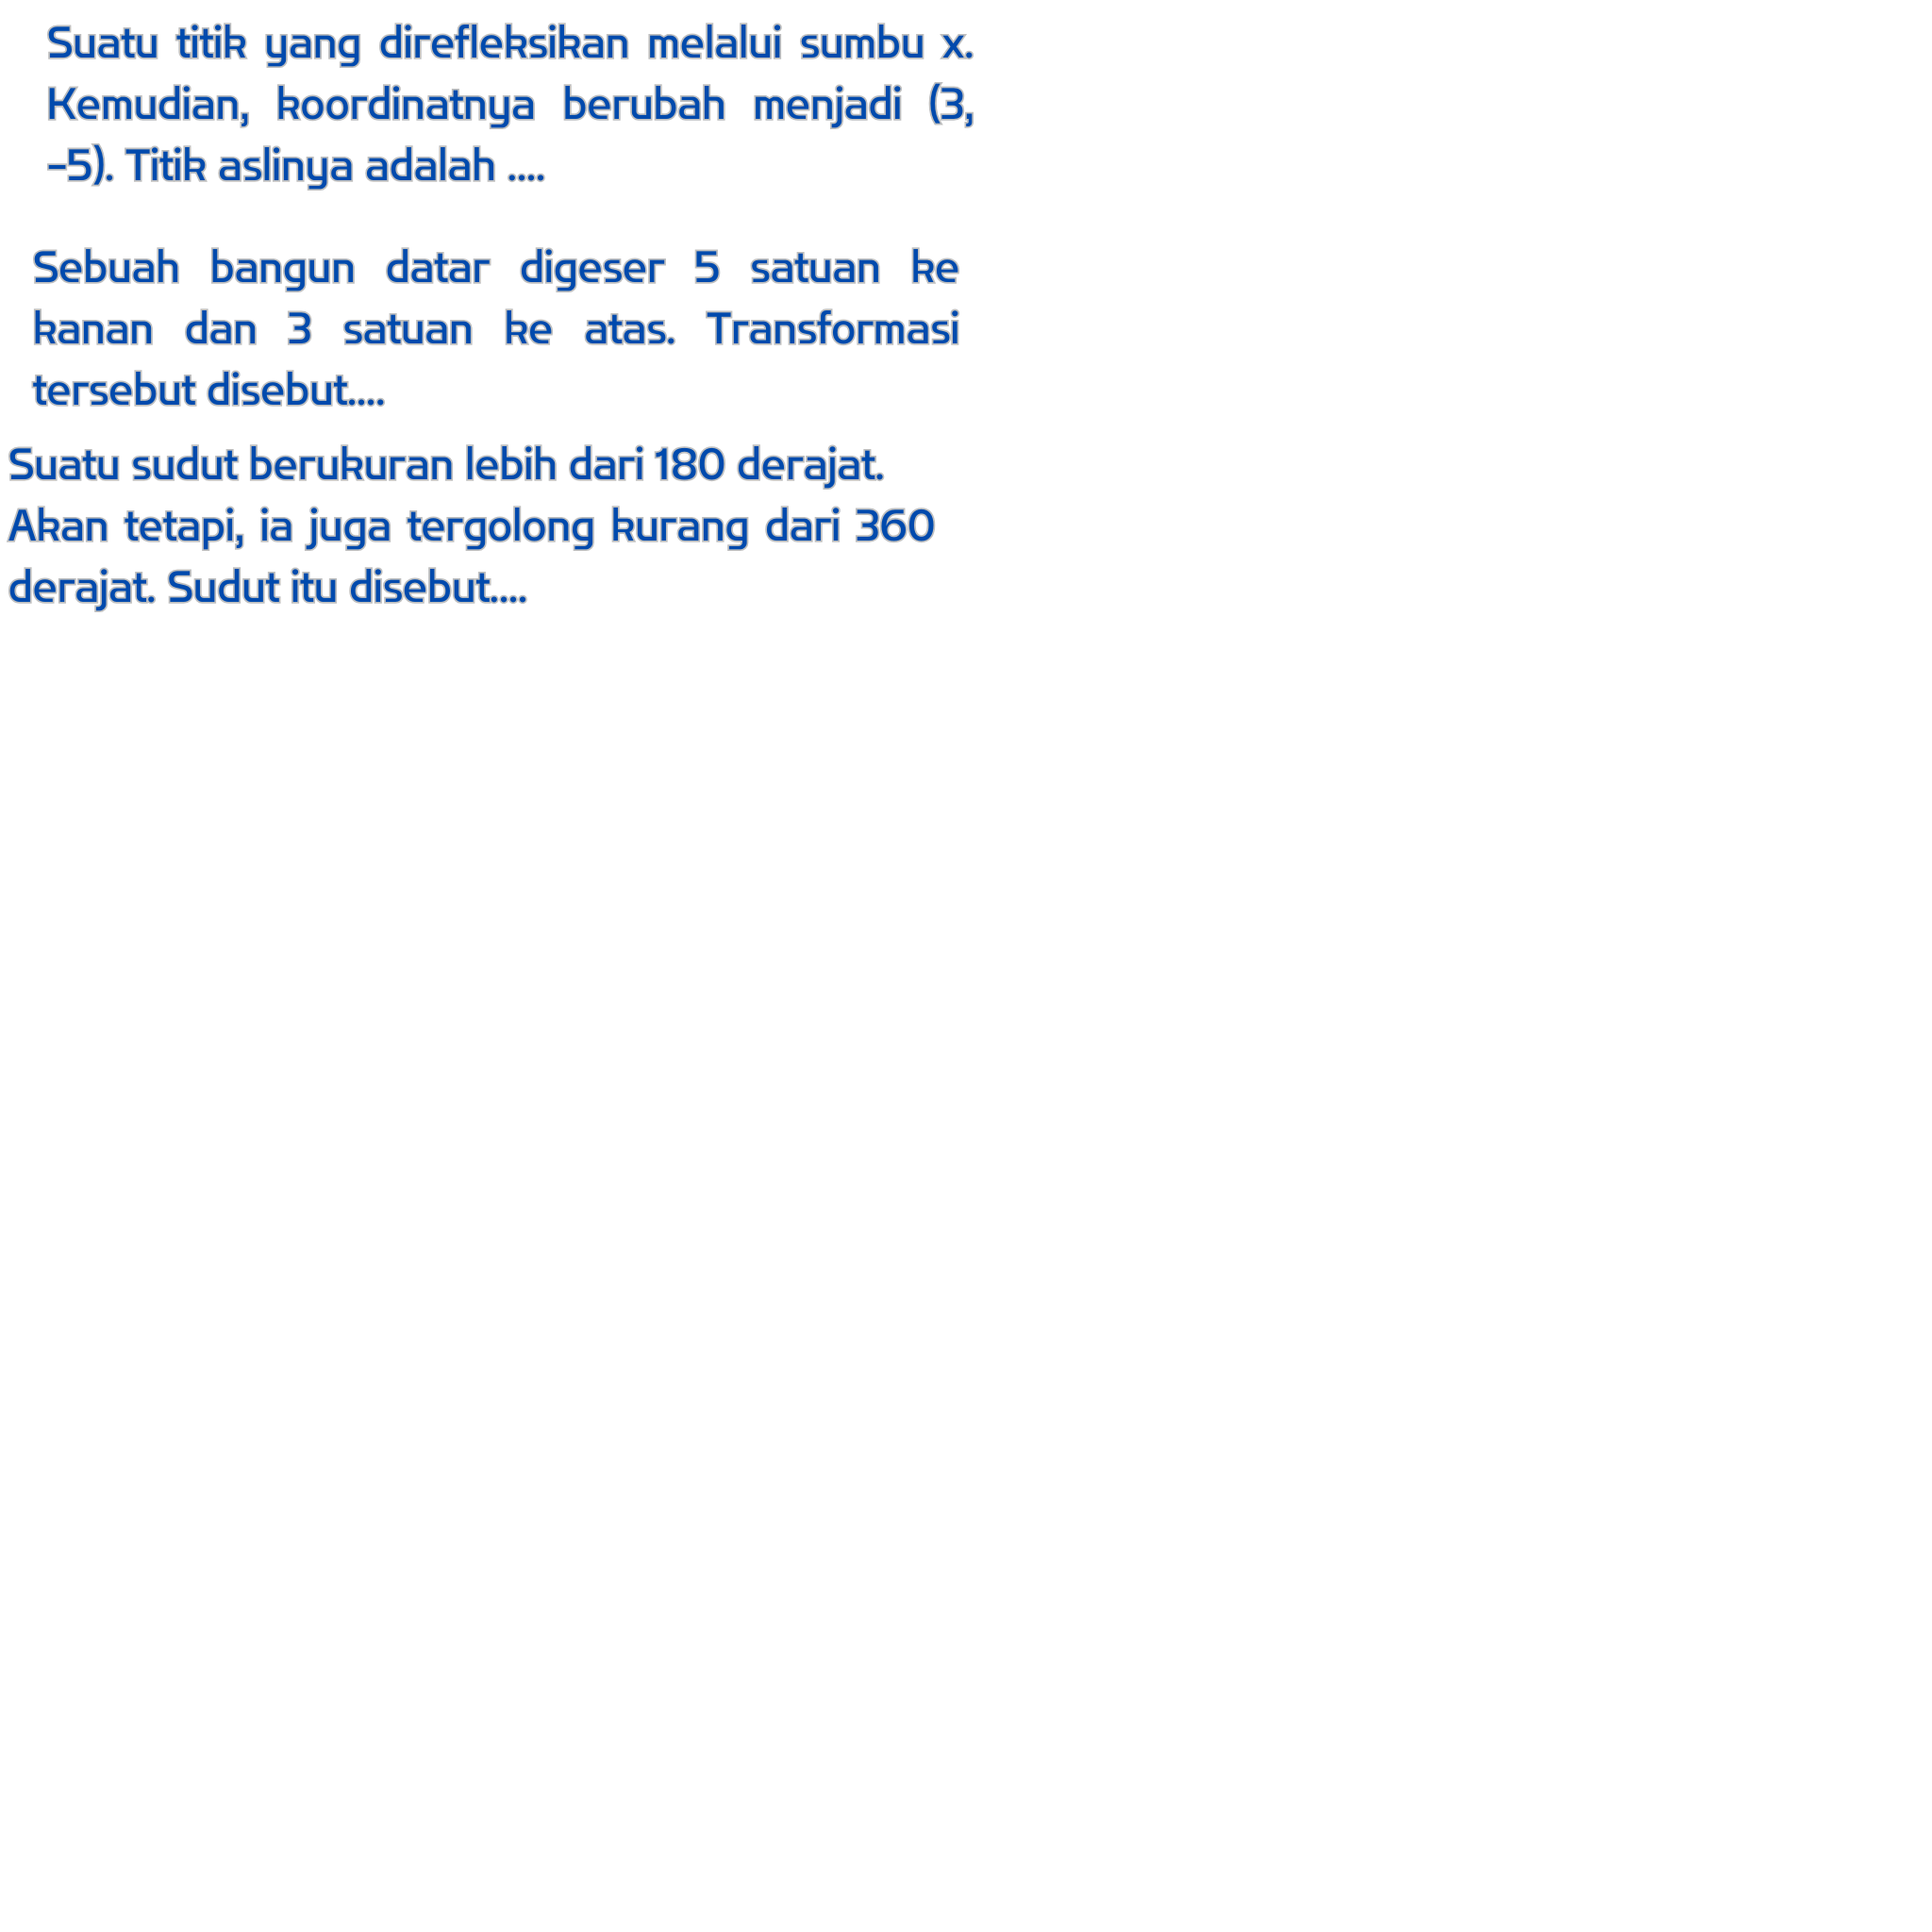 Suatu titik yang direfleksikan melalui sumbu x.
Kemudian, koordinatnya berubah menjadi (3,
-5). Titik aslinya adalah ....
Sebuah bangun datar digeser 5 satuan ke
kanan dan 3 satuan ke atas. Transformasi
tersebut disebut....
Suatu sudut berukuran lebih dari 180 derajat.
Akan tetapi, ia juga tergolong kurang dari 360
derajat. Sudut itu disebut....